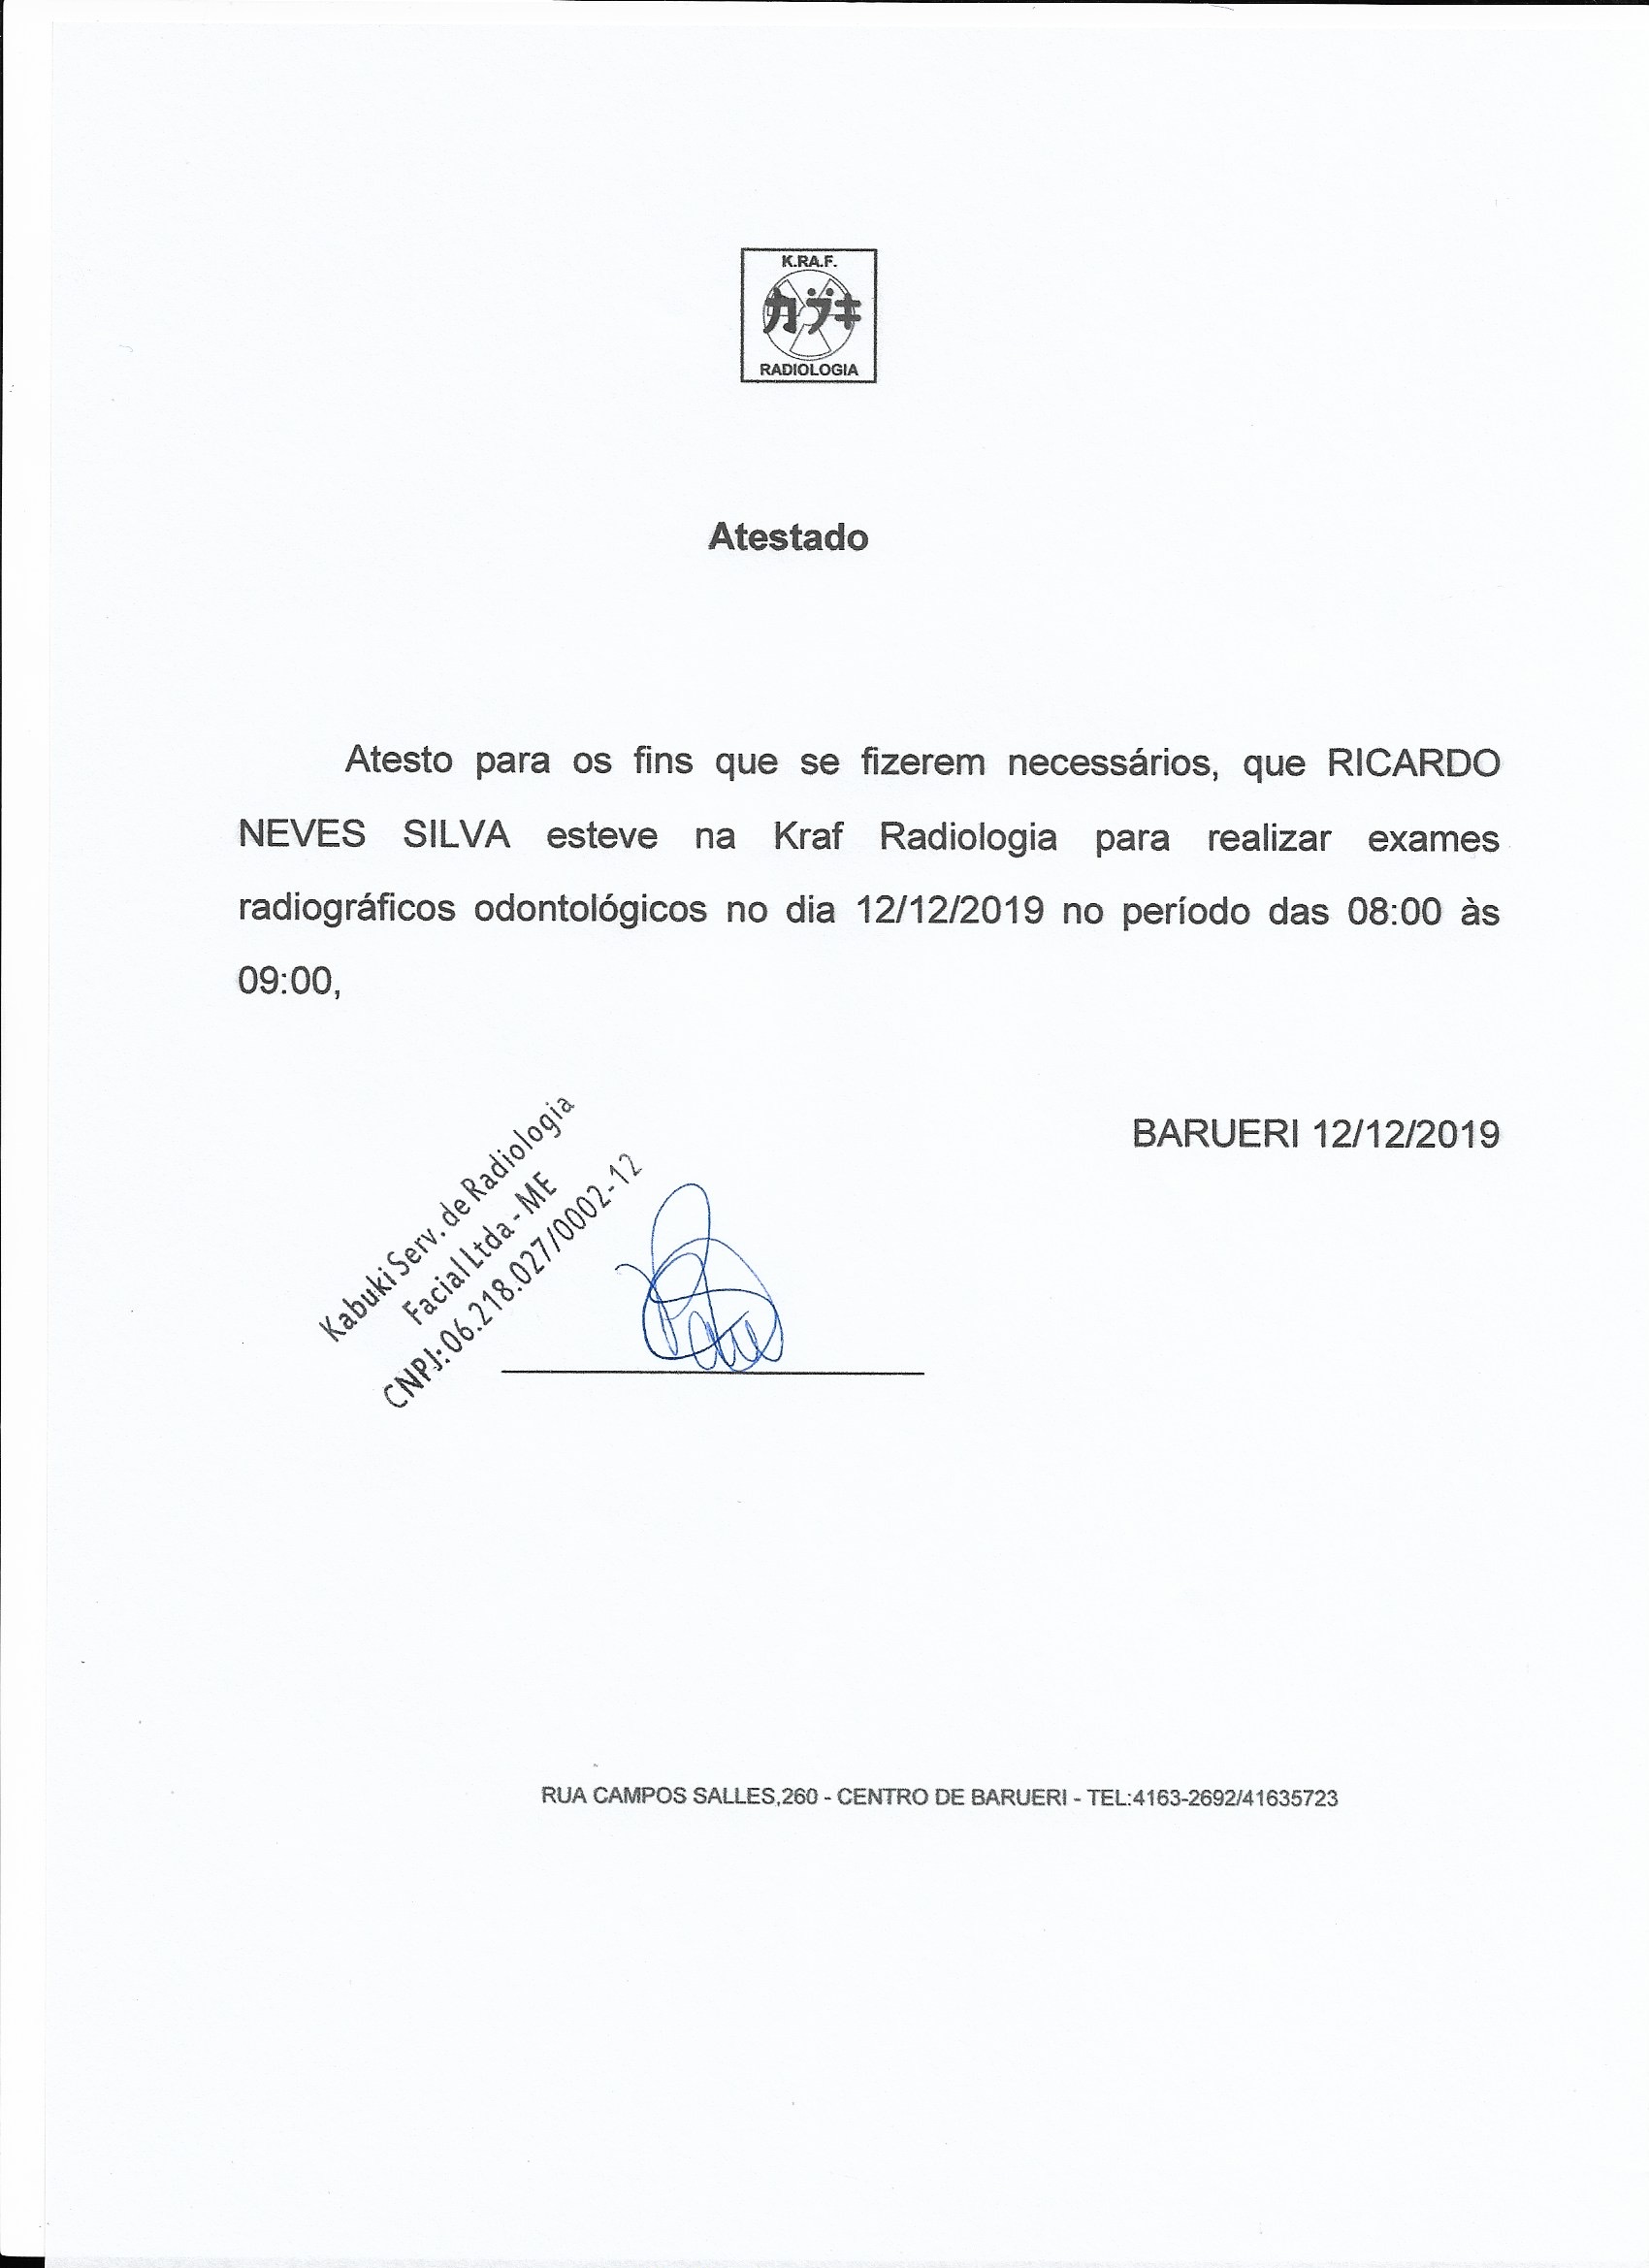 K.RA.F.
カブキ
RADIOLOGIA
Atestado
Atesto para os fins que se fizerem necessários, que RICARDO
NEVES SILVA esteve na Kraf Radiologia para realizar exames
radiográficos odontológicos no dia 12/12/2019 no período das 08:00 às
09:00,
BARUERI 12/12/2019
Kabuki Serv. de Radiologia
Facial Ltda - ME
CNPJ: 06.218.027/0002-12
RUA CAMPOS SALLES,260 - CENTRO DE BARUERI - TEL:4163-2692/41635723